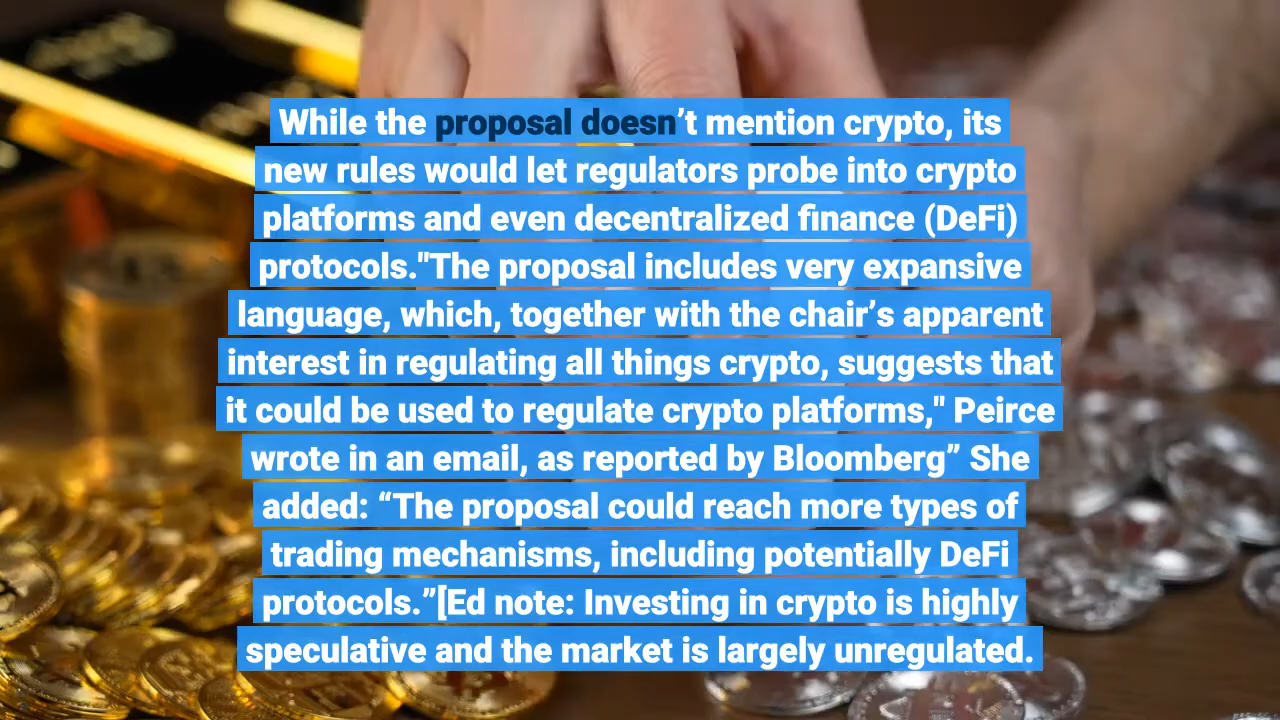 While the proposal doesn’t mention crypto, its
new rules would let regulators probe into crypto
platforms and even decentralized finance (DeFi)
protocols."The proposal includes very expansive
language, which, together with the chair’s apparent
interest in regulating all things crypto, suggests that
it could be used to regulate crypto platforms," Peirce
wrote in an email, as reported by Bloomberg” She
added: “The proposal could reach more types of
trading mechanisms, including potentially DeFi
protocols.”[Ed note: Investing in crypto is highly
speculative and the market is largely unregulated.